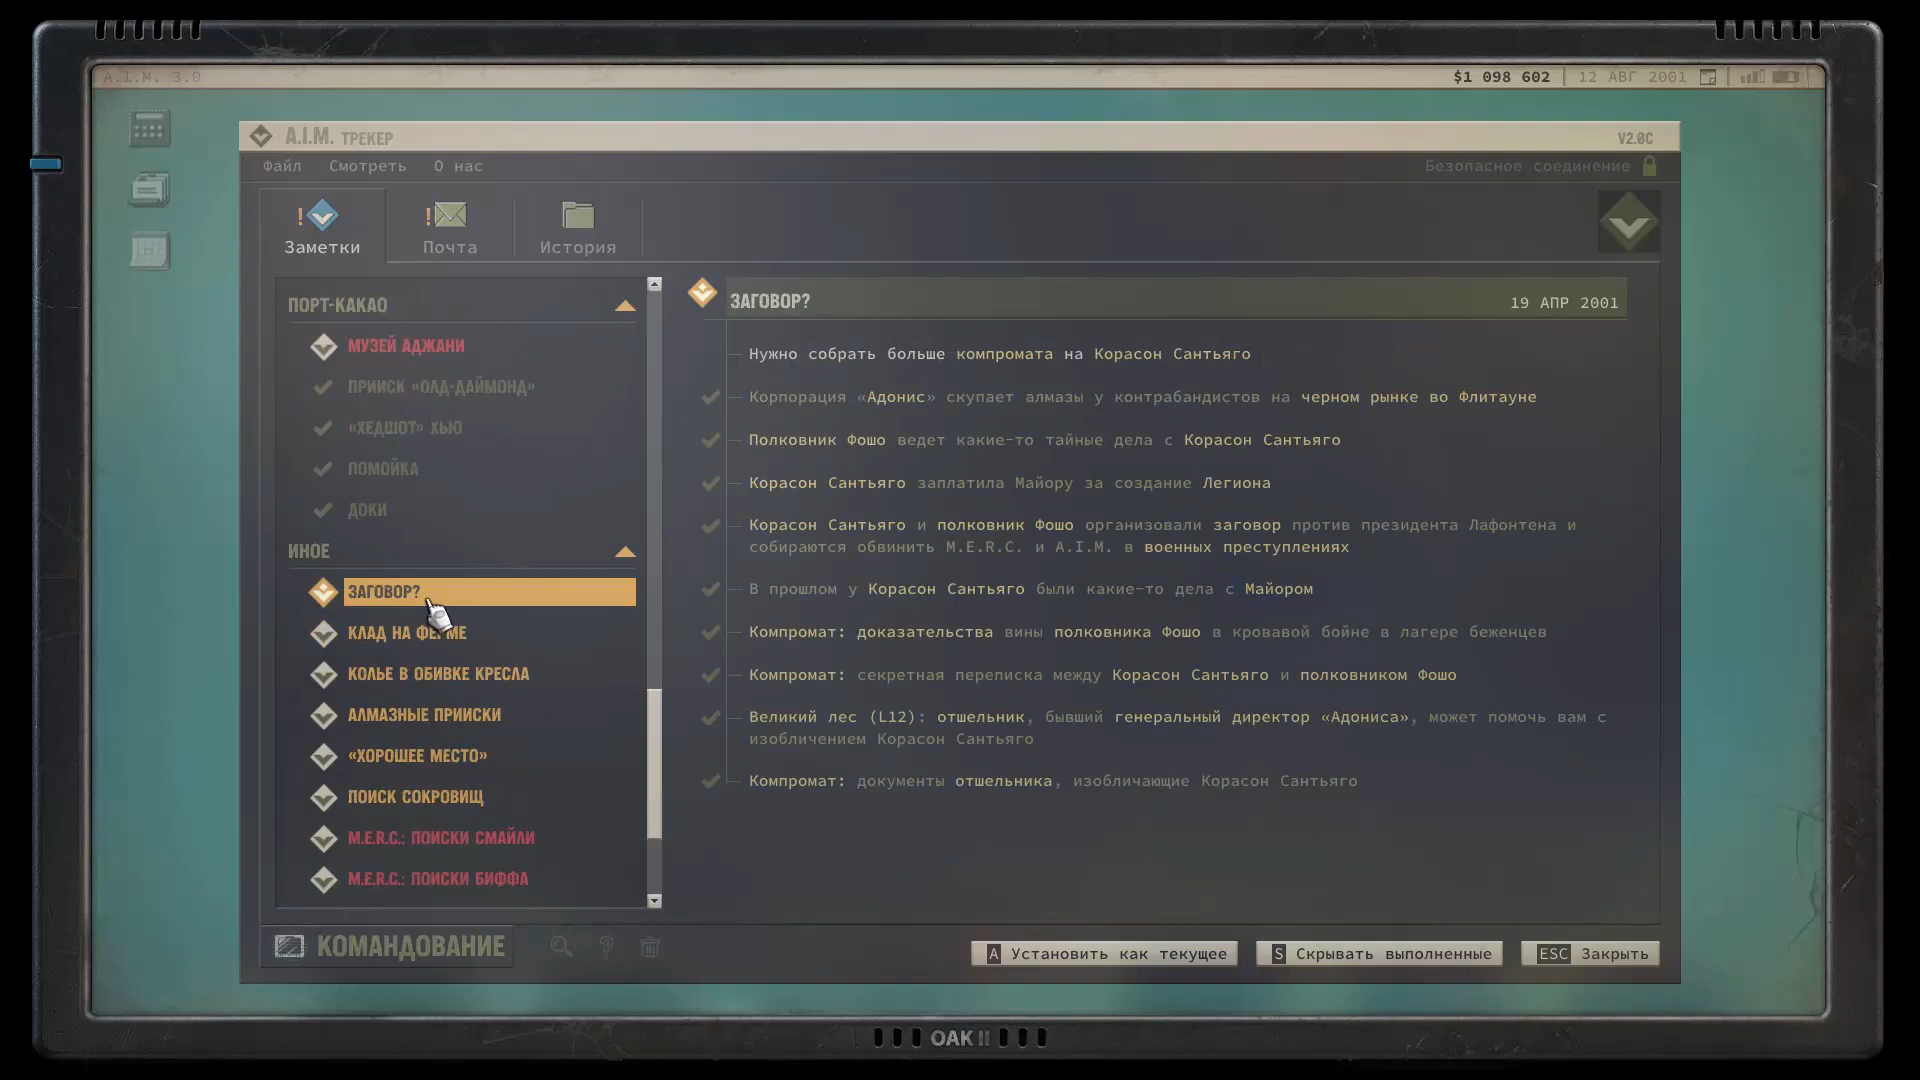 A.I.M. 3.0
$1 098 602
12 АВГ 2001
A.I.M. ТРЕКЕР
V2.0C
Файл Смотреть О нас
Безопасное соединение
! ! 
Заметки Почта История
ПОРТ-КАКАО
МУЗЕЙ АДЖАНИ
ПРИИСК «ОЛД-ДАЙМОНД»
«ХЕДШОТ» ХЬЮ
ПОМОЙКА
ДОКИ
ИНОЕ
ЗАГОВОР?
КЛАД НА ФЕРМЕ
КОЛЬЕ В ОБИВКЕ КРЕСЛА
АЛМАЗНЫЕ ПРИИСКИ
«ХОРОШЕЕ МЕСТО»
ПОИСК СОКРОВИЩ
M.E.R.C.: ПОИСКИ СМАЙЛИ
M.E.R.C.: ПОИСКИ БИФФА
ЗАГОВОР?
19 АПР 2001
Нужно собрать больше компромата на Корасон Сантьяго
Корпорация «Адонис» скупает алмазы у контрабандистов на черном рынке во Флитауне
Полковник Фошо ведет какие-то тайные дела с Корасон Сантьяго
Корасон Сантьяго заплатила Майору за создание Легиона
Корасон Сантьяго и полковник Фошо организовали заговор против президента Лафонтена и
собираются обвинить M.E.R.C. и A.I.M. в военных преступлениях
В прошлом у Корасон Сантьяго были какие-то дела с Майором
Компромат: доказательства вины полковника Фошо в кровавой бойне в лагере беженцев
Компромат: секретная переписка между Корасон Сантьяго и полковником Фошо
Великий лес (L12): отшельник, бывший генеральный директор «Адониса», может помочь вам с
изобличением Корасон Сантьяго
Компромат: документы отшельника, изобличающие Корасон Сантьяго
КОМАНДОВАНИЕ
?
A Установить как текущее
S Скрывать выполненные
ESC Закрыть
OAK II